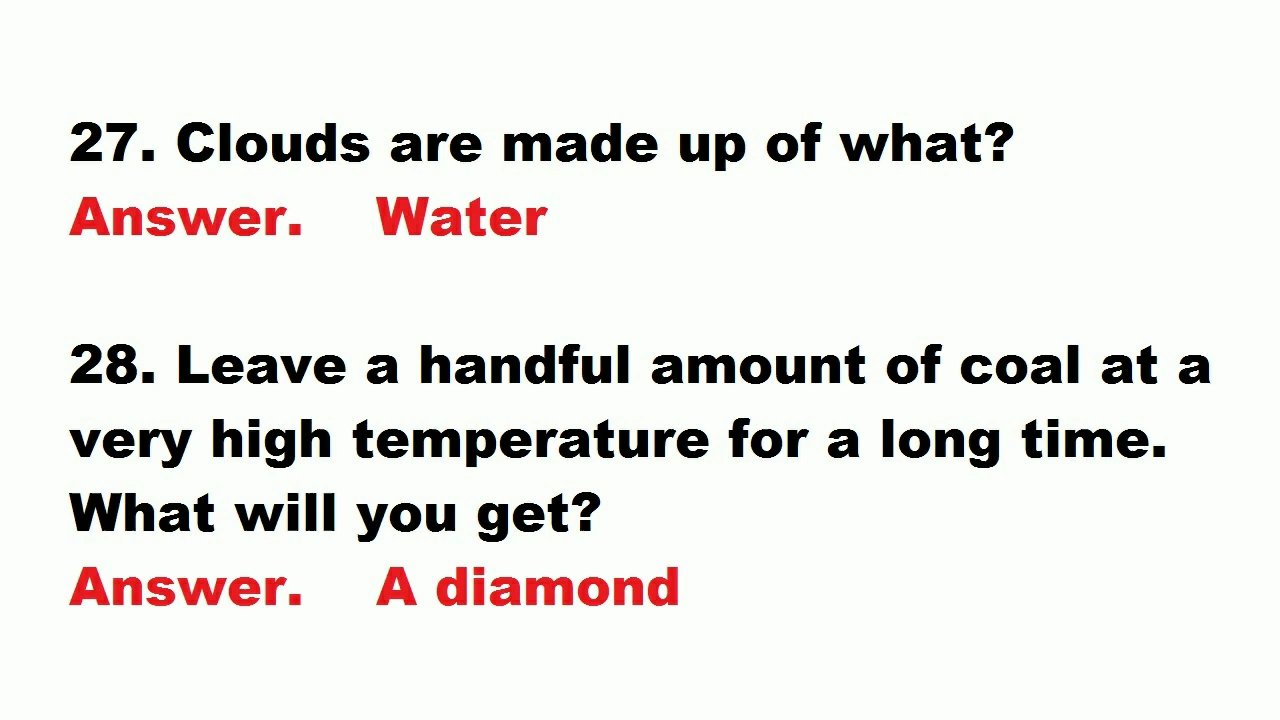 27. Clouds are made up of what?
Answer. Water
28. Leave a handful amount of coal at a
very high temperature for a long time.
What will you get?
Answer. A diamond